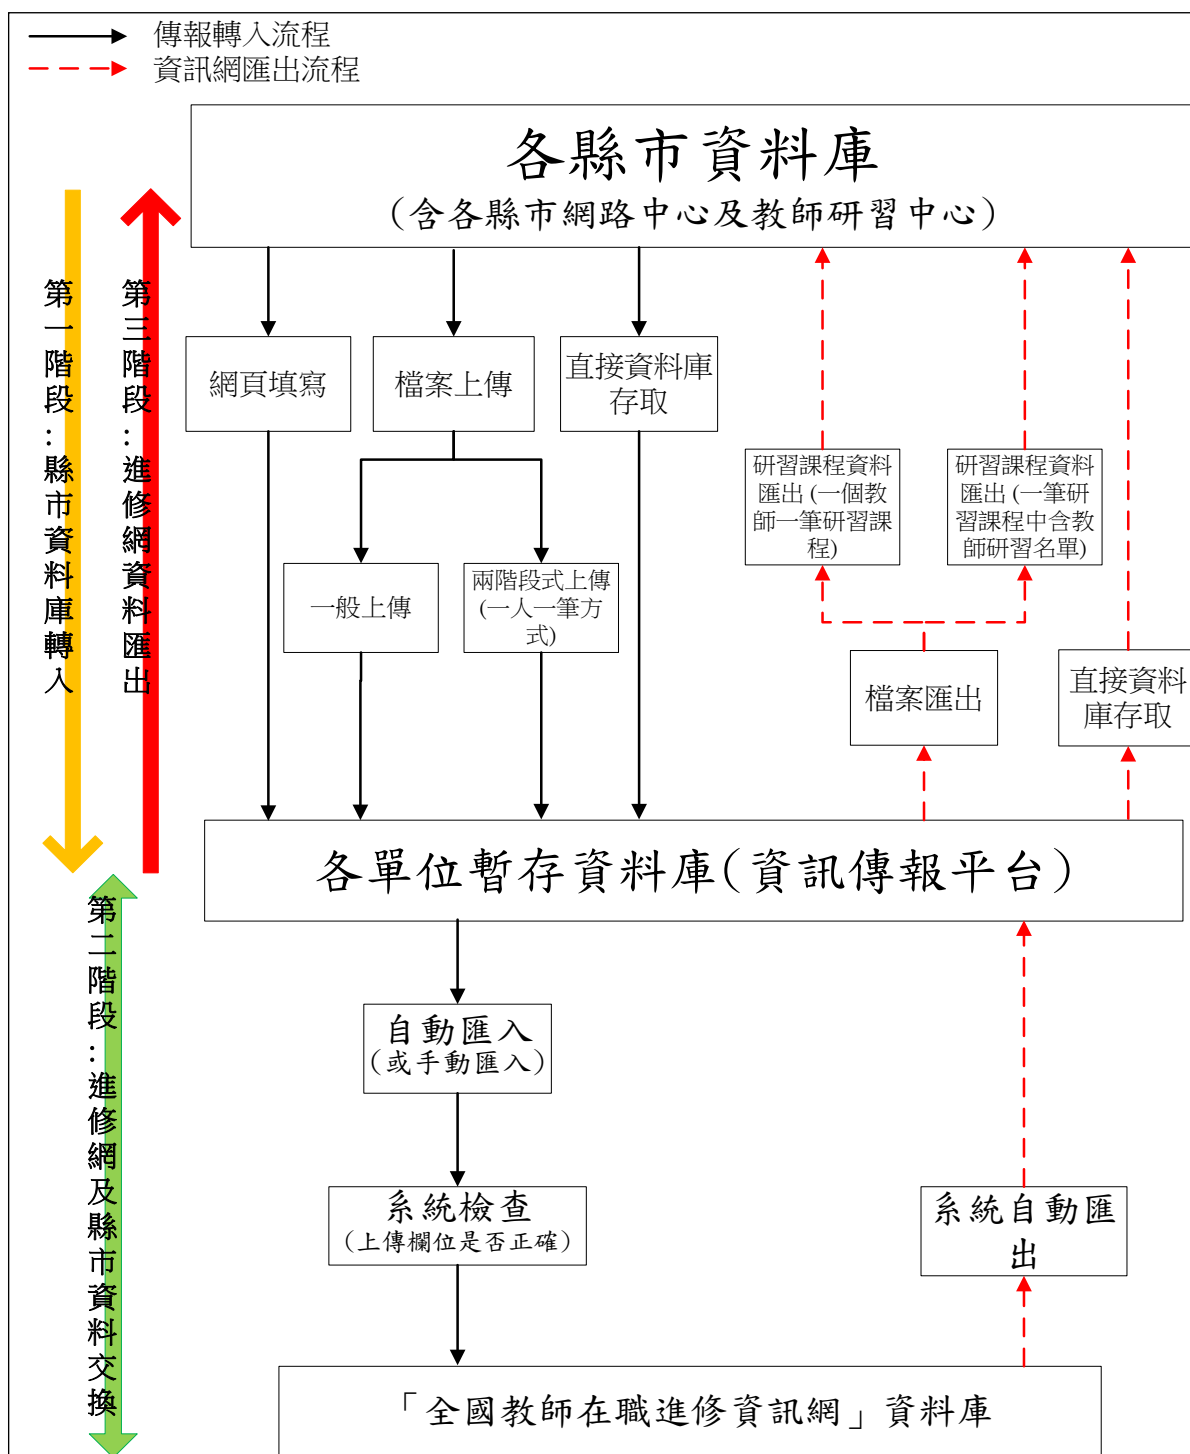 傳報轉入流程
資訊網匯出流程
各縣市資料庫
（含各縣市網路中心及教師研習中心）
第一階段：縣市資料庫轉入
第三階段：進修網資料匯出
網頁填寫
檔案上傳
直接資料庫
存取
研習課程資料
匯出 (一個教
師一筆研習課
程)
研習課程資料
匯出 (一筆研
習課程中含教
師研習名單)
一般上傳
兩階段式上傳
(一人一筆方
式)
檔案匯出
直接資料
庫存取
各單位暫存資料庫(資訊傳報平台)
第二階段：進修網及縣市資料交換
自動匯入
（或手動匯入）
系統檢查
（上傳欄位是否正確）
系統自動匯
出
「全國教師在職進修資訊網」資料庫